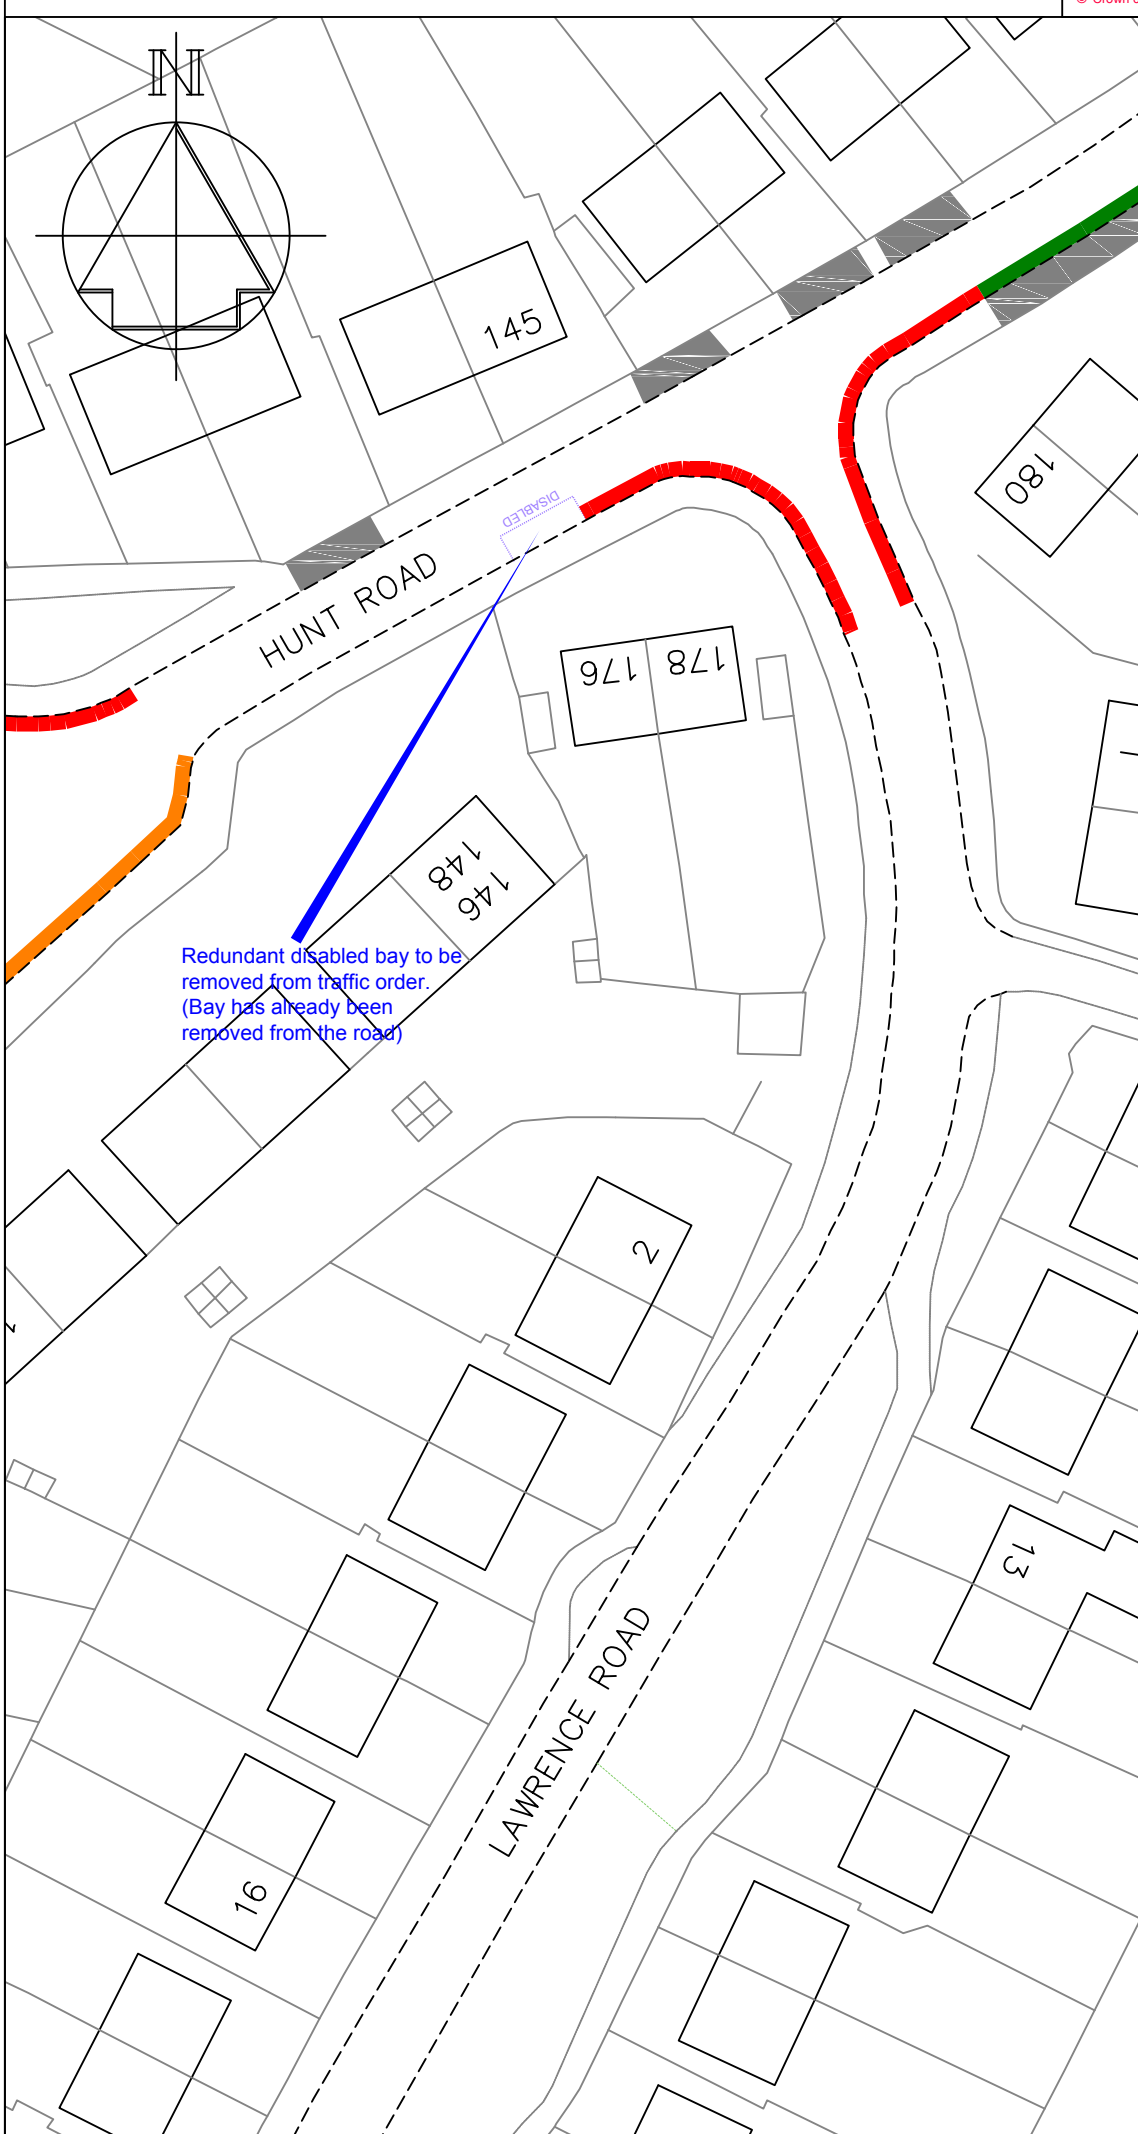 © Crown
N
145
180
DISABLED
HUNT ROAD
176
178
148
146
Redundant disabled bay to be
removed from traffic order.
(Bay has already been
removed from the road)
2
13
LAWRENCE ROAD
16